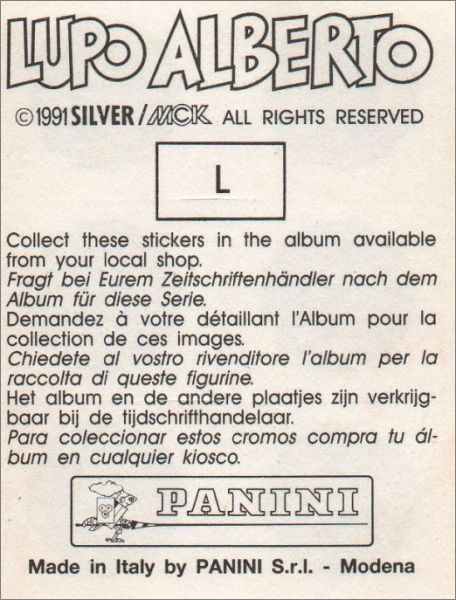 LUPO ALBERTO
©1991 SILVER/MCK ALL RIGHTS RESERVED
L
Collect these stickers in the album available
from your local shop.
Fragt bei Eurem Zeitschriftenhändler nach dem
Album für diese Serie.
Demandez à votre détaillant l'Album pour la
collection de ces images.
Chiedete al vostro rivenditore l'album per la
raccolta di queste figurine.
Het album en de andere plaatjes zijn verkrijg-
baar bij de tijdschrifthandelaar.
Para coleccionar estos cromos compra tu ál-
bum en cualquier kiosco.
PANINI
Made in Italy by PANINI S.r.l. - Modena